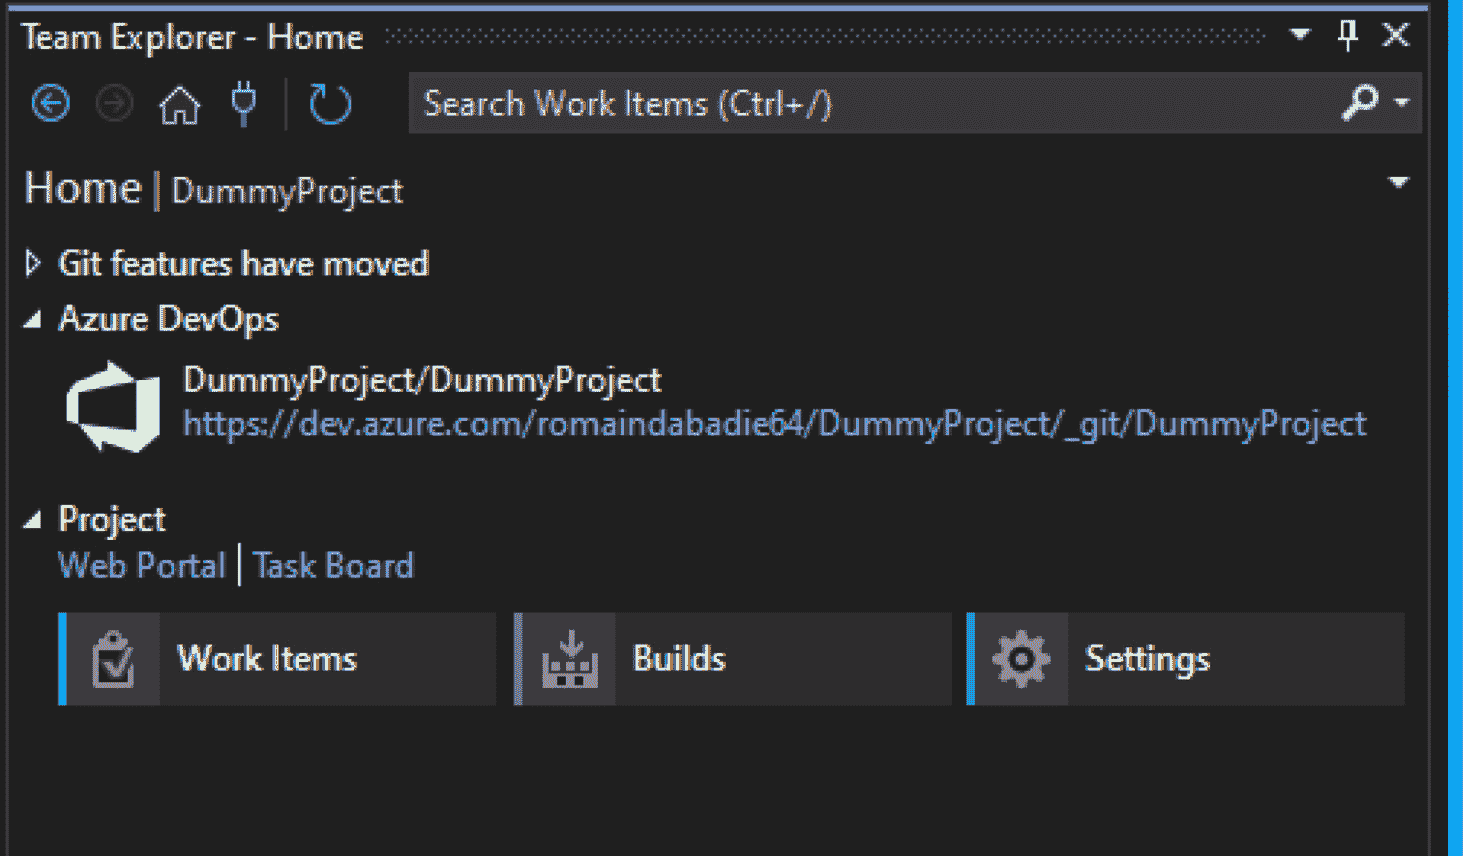 Team Explorer - Home
Search Work Items (Ctrl+/)
Home | DummyProject
Git features have moved
Azure DevOps
DummyProject/DummyProject
https://dev.azure.com/romaindabadie64/DummyProject/_git/DummyProject
Project
Web Portal | Task Board
Work Items Builds Settings